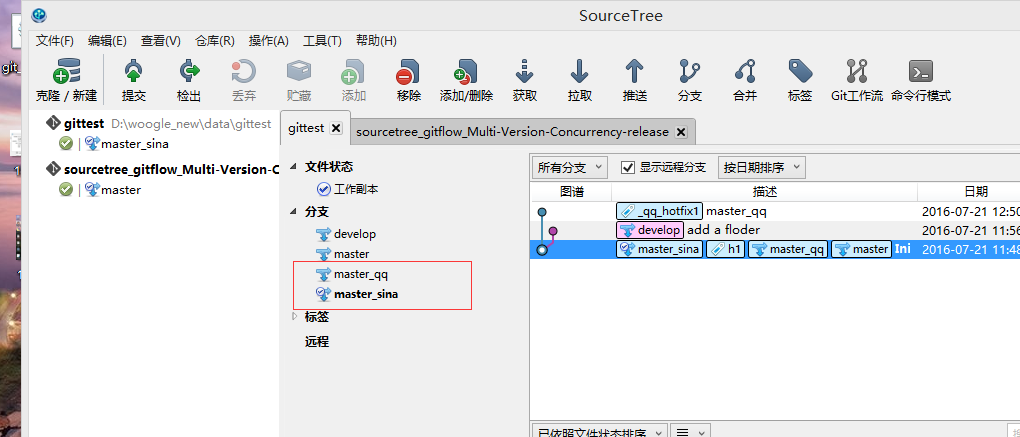 SourceTree
文件(F) 编辑(E) 查看(V) 仓库(R) 操作(A) 工具(T) 帮助(H)
克隆 / 新建 提交 检出 丢弃 贮藏 添加 移除 添加/删除 获取 拉取 推送 分支 合并 标签 Git工作流 命令行模式
git_
gittest D:\woogle_new\data\gittest
master_sina
sourcetree_gitflow_Multi-Version-C
master
gittest sourcetree_gitflow_Multi-Version-Concurrency-release
文件状态
工作副本
分支
develop
master
master_qq
master_sina
标签
远程
所有分支 显示远程分支 按日期排序
图谱 描述 日期
_qq_hotfix1 master_qq 2016-07-21 12:50
develop add a floder 2016-07-21 11:56
master_sina h1 master_qq master Ini 2016-07-21 11:48
已依照文件状态排序